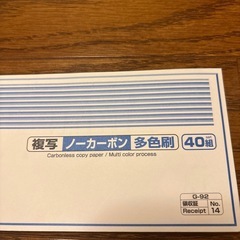 複写 ノーカーボン 多色刷 40組
Carbonless copy paper / Multi color process
G-92
領収証 No.
Receipt 14